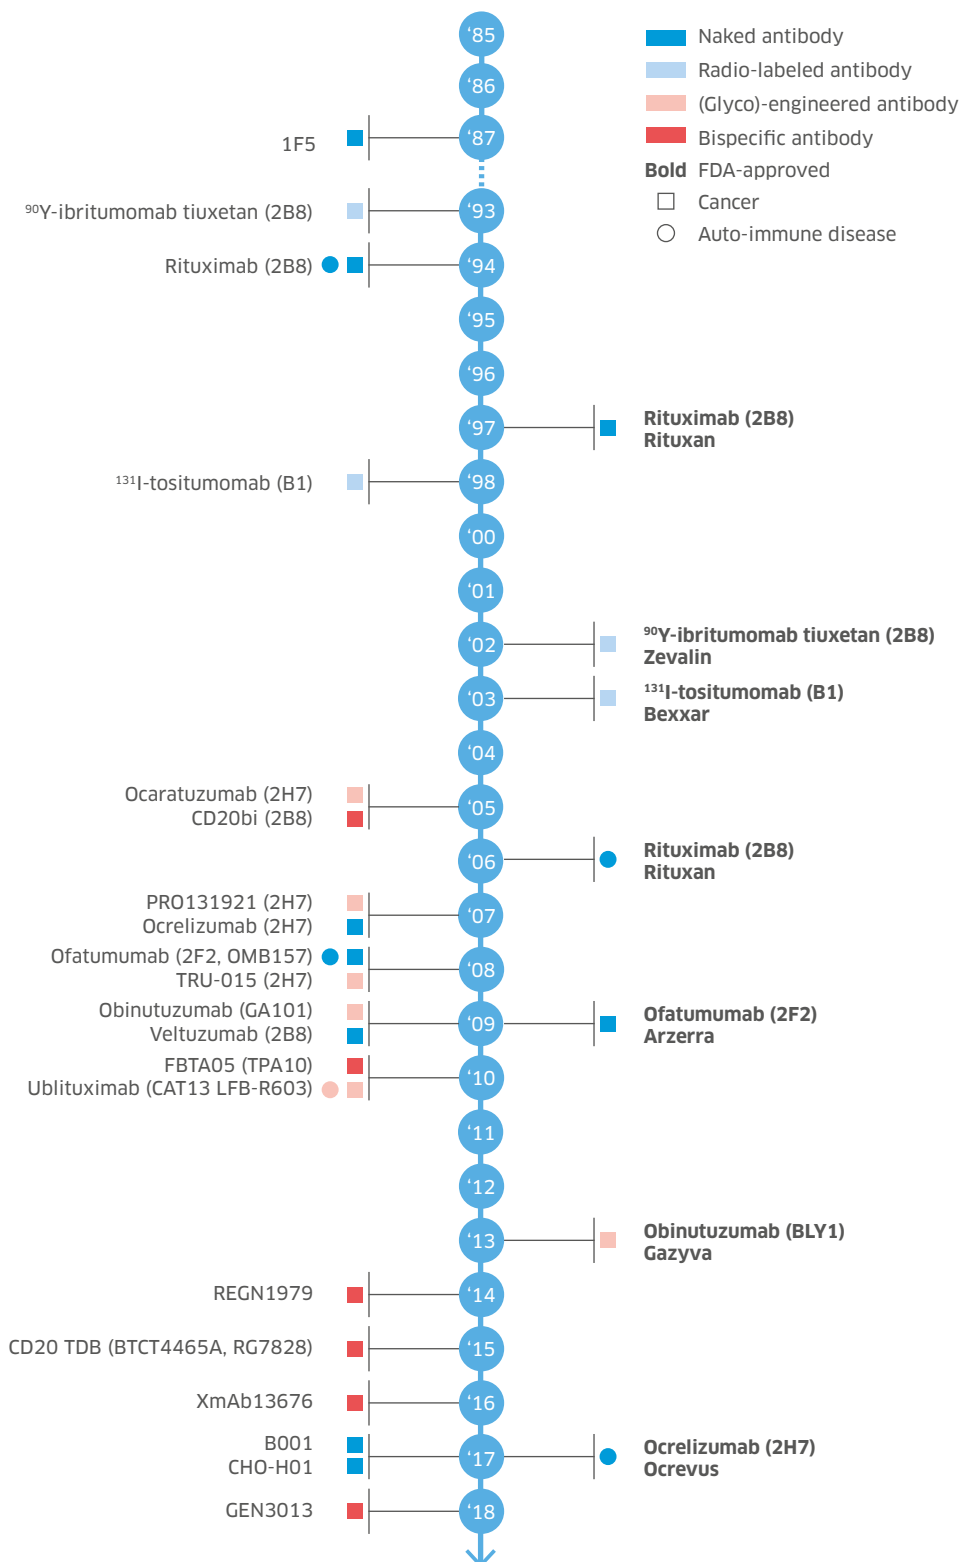 ‘85
Naked antibody
‘86
Radio-labeled antibody
(Glyco)-engineered antibody
1F5
‘87
Bispecific antibody
Bold FDA-approved
Cancer
Auto-immune disease
⁹⁰Y-ibritumomab tiuxetan (2B8)
‘93
Rituximab (2B8)
‘94
‘95
‘96
‘97
Rituximab (2B8)
Rituxan
¹³¹I-tositumomab (B1)
‘98
‘00
‘01
‘02
⁹⁰Y-ibritumomab tiuxetan (2B8)
Zevalin
‘03
¹³¹I-tositumomab (B1)
Bexxar
‘04
Ocaratuzumab (2H7)
CD20bi (2B8)
‘05
‘06
Rituximab (2B8)
Rituxan
PRO131921 (2H7)
Ocrelizumab (2H7)
‘07
Ofatumumab (2F2, OMB157)
TRU-015 (2H7)
‘08
Obinutuzumab (GA101)
Veltuzumab (2B8)
‘09
Ofatumumab (2F2)
Arzerra
FBTA05 (TPA10)
Ublituximab (CAT13 LFB-R603)
‘10
‘11
‘12
‘13
Obinutuzumab (BLY1)
Gazyva
REGN1979
‘14
CD20 TDB (BTCT4465A, RG7828)
‘15
XmAb13676
‘16
B001
CHO-H01
‘17
Ocrelizumab (2H7)
Ocrevus
GEN3013
‘18